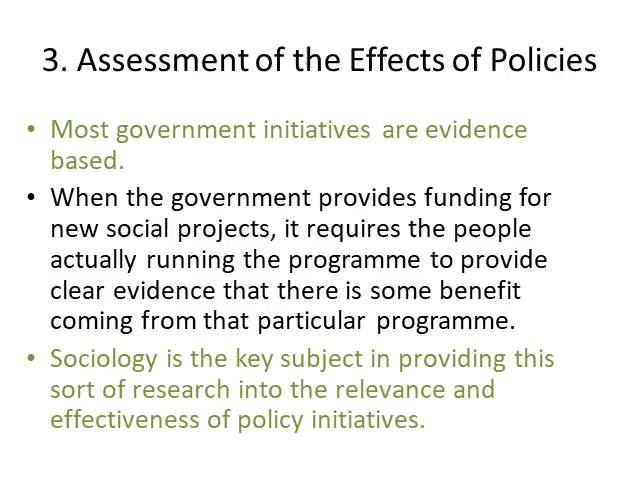 3. Assessment of the Effects of Policies
• Most government initiatives are evidence
based.
• When the government provides funding for
new social projects, it requires the people
actually running the programme to provide
clear evidence that there is some benefit
coming from that particular programme.
• Sociology is the key subject in providing this
sort of research into the relevance and
effectiveness of policy initiatives.